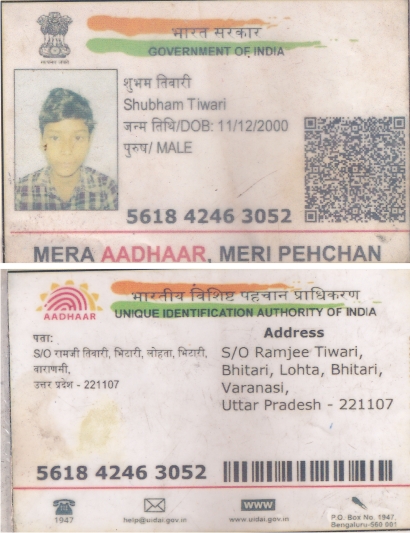 भारत सरकार
GOVERNMENT OF INDIA
शुभम तिवारी
Shubham Tiwari
जन्म तिथि/DOB: 11/12/2000
पुरुष/ MALE
5618 4246 3052
MERA AADHAAR, MERI PEHCHAN
भारतीय विशिष्ट पहचान प्राधिकरण
AADHAAR
UNIQUE IDENTIFICATION AUTHORITY OF INDIA
पता:
S/O रामजी तिवारी, भिटारी, लोहता, भिटारी,
वाराणसी,
उत्तर प्रदेश - 221107
Address
S/O Ramjee Tiwari,
Bhitari, Lohta, Bhitari,
Varanasi,
Uttar Pradesh - 221107
5618 4246 3052
1947
help@uidai.gov.in
www
www.uidai.gov.in
P.O. Box No. 1947,
Bengaluru-560 001